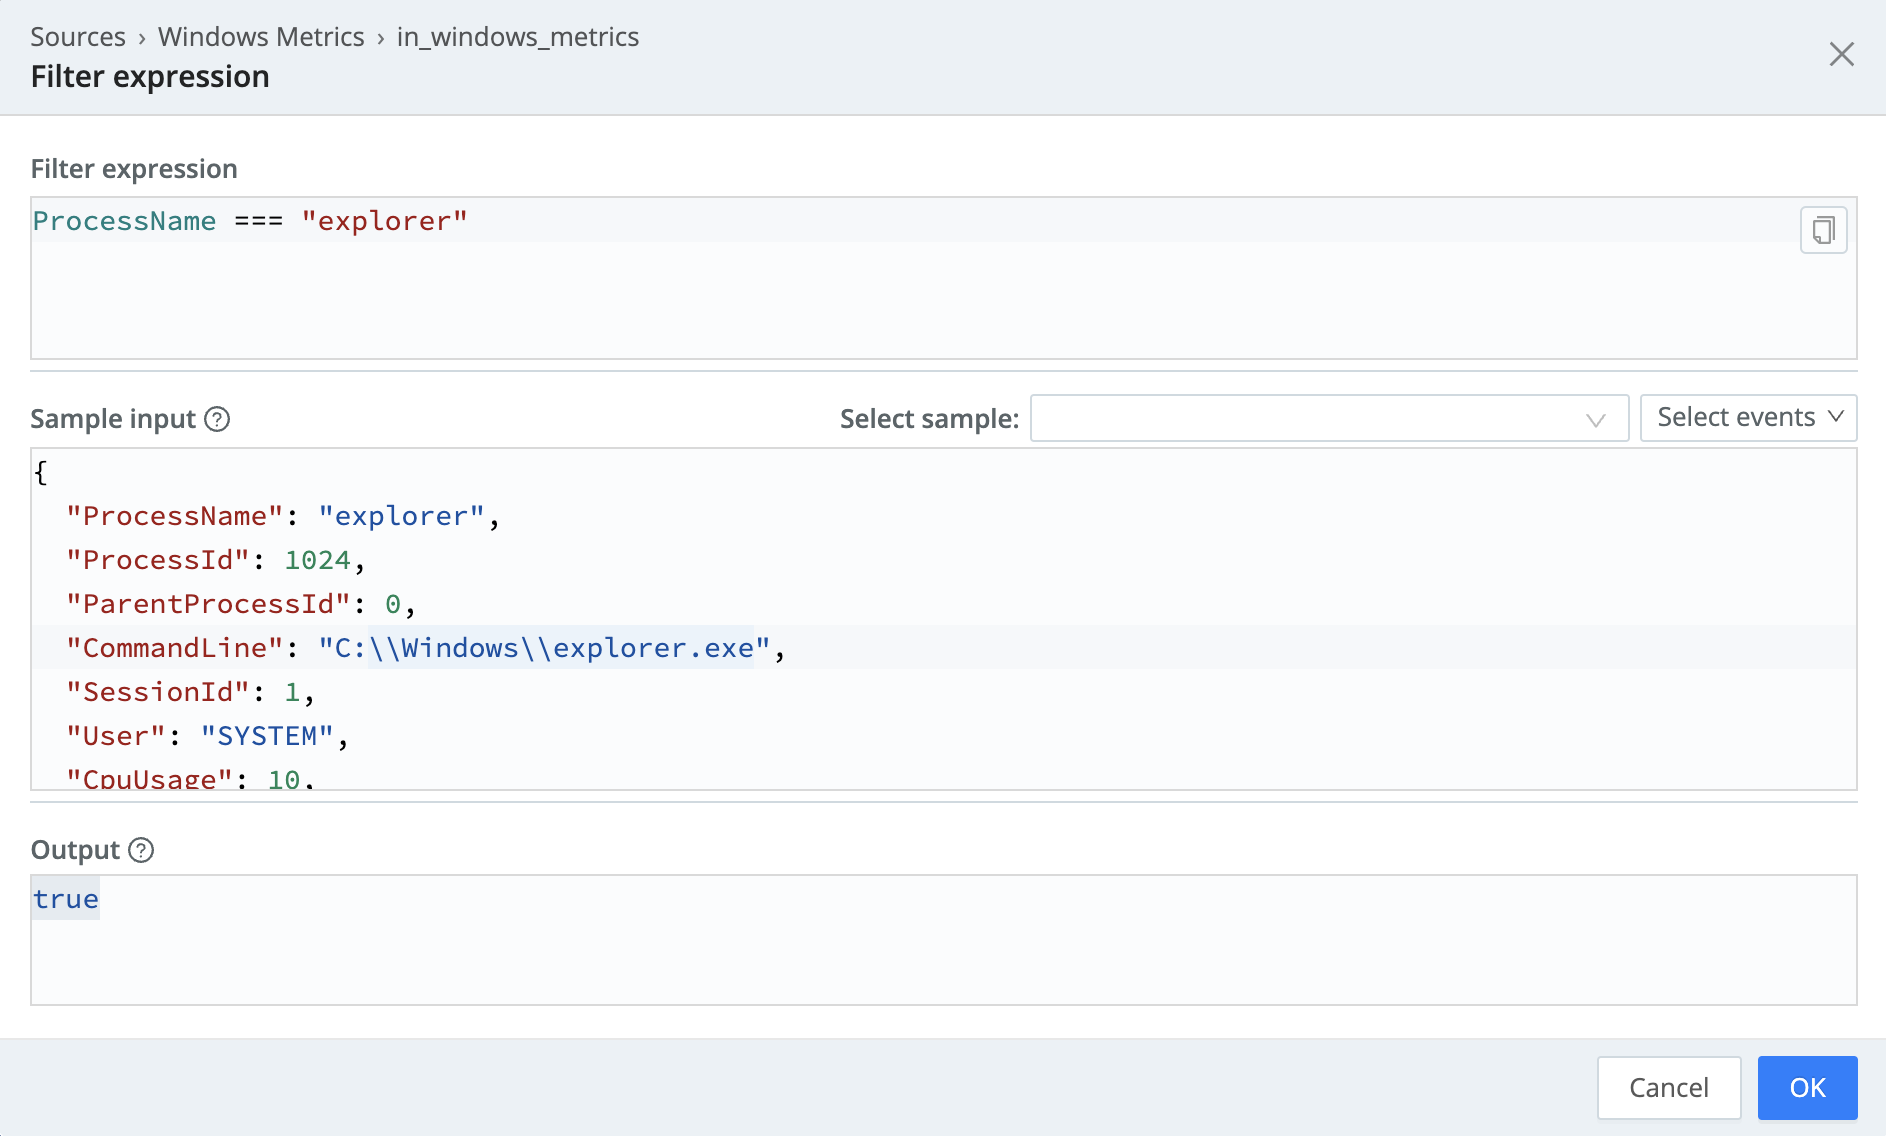 Sources › Windows Metrics › in_windows_metrics
Filter expression
Filter expression
ProcessName === "explorer"
Sample input ? Select sample: Select events
{
  "ProcessName": "explorer",
  "ProcessId": 1024,
  "ParentProcessId": 0,
  "CommandLine": "C:\\Windows\\explorer.exe",
  "SessionId": 1,
  "User": "SYSTEM",
  "CpuUsage": 10,
Output ?
true
Cancel OK